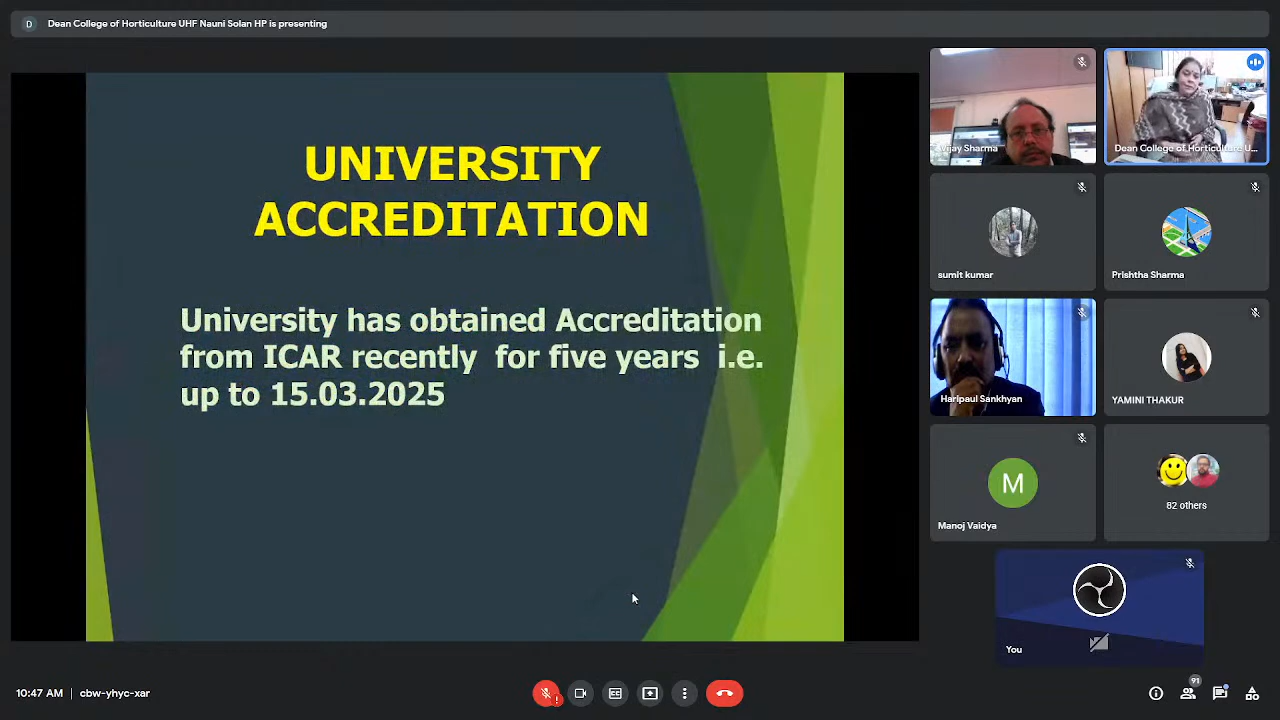 D
Dean College of Horticulture UHF Nauni Solan HP is presenting
UNIVERSITY
ACCREDITATION
University has obtained Accreditation
from ICAR recently for five years i.e.
up to 15.03.2025
Vijay Sharma
Dean College of Horticulture U...
sumit kumar
Prishtha Sharma
Haripaul Sankhyan
YAMINI THAKUR
M
Manoj Vaidya
82 others
You
10:47 AM | cbw-yhyc-xar
91